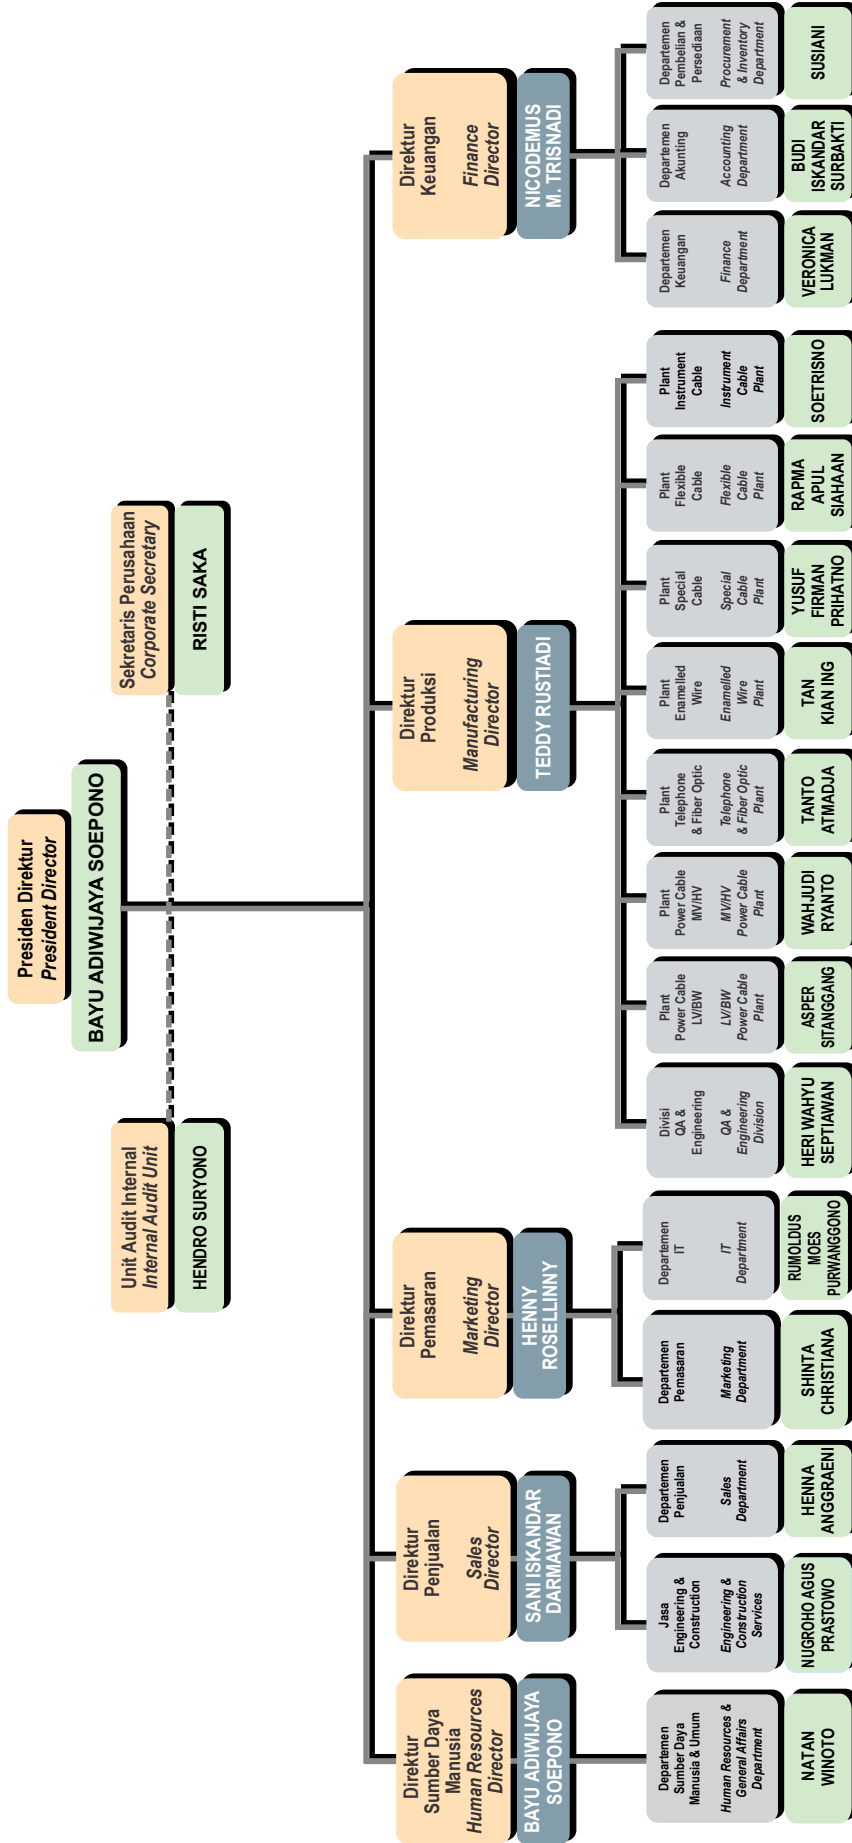 Presiden Direktur
President Director
BAYU ADIWIJAYA SOEPONO
Unit Audit Internal
Internal Audit Unit
HENDRO SURYONO
Sekretaris Perusahaan
Corporate Secretary
RISTI SAKA
Direktur
Sumber Daya
Manusia
Human Resources
Director
BAYU ADIWIJAYA
SOEPONO
Direktur
Penjualan
Sales
Director
SANI ISKANDAR
DARMAWAN
Direktur
Pemasaran
Marketing
Director
HENNY
ROSELLINNY
Direktur
Produksi
Manufacturing
Director
TEDDY RUSTIADI
Direktur
Keuangan
Finance
Director
NICODEMUS
M. TRISNADI
Departemen
Sumber Daya
Manusia & Umum
Human Resources &
General Affairs
Department
NATAN
WINOTO
Jasa
Engineering &
Construction
Engineering &
Construction
Services
NUGROHO AGUS
PRASTOWO
Departemen
Penjualan
Sales
Department
HENNA
ANGGRAENI
Departemen
Pemasaran
Marketing
Department
SHINTA
CHRISTIANA
Departemen
IT
IT
Department
RUMOLDUS
MOES
PURWANGGONO
Divisi
QA &
Engineering
QA &
Engineering
Division
HERI WAHYU
SEPTIAWAN
Plant
Power Cable
LV/BW
LV/BW
Power Cable
Plant
ASPER
SITANGGANG
Plant
Power Cable
MV/HV
MV/HV
Power Cable
Plant
WAHJUDI
RYANTO
Plant
Telephone
& Fiber Optic
Telephone
& Fiber Optic
Plant
TANTO
ATMADJA
Plant
Enamelled
Wire
Enamelled
Wire
Plant
TAN
KIAN ING
Plant
Special
Cable
Special
Cable
Plant
YUSUF
FIRMAN
PRIHATNO
Plant
Flexible
Cable
Flexible
Cable
Plant
RAPMA
APUL
SIAHAAN
Plant
Instrument
Cable
Instrument
Cable
Plant
SOETRISNO
Departemen
Keuangan
Finance
Department
VERONICA
LUKMAN
Departemen
Akunting
Accounting
Department
BUDI
ISKANDAR
SURBAKTI
Departemen
Pembelian &
Persediaan
Procurement
& Inventory
Department
SUSIANI